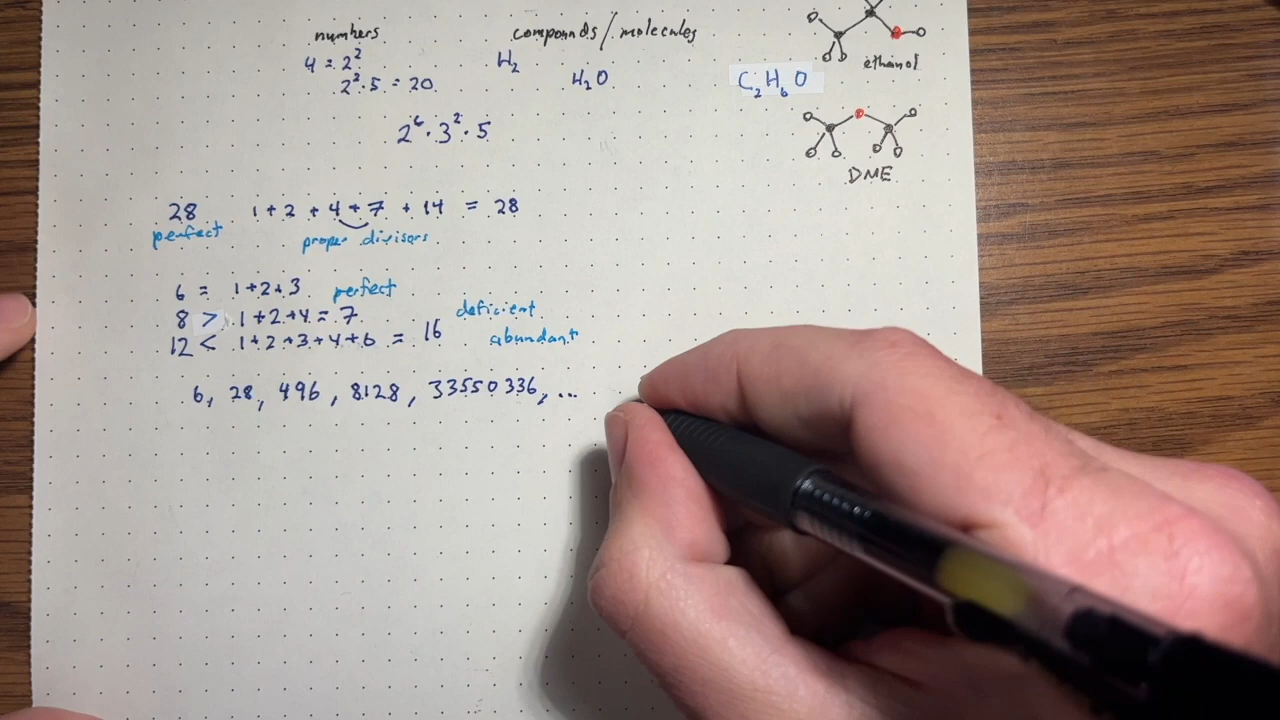 numbers compounds/molecules
4 = 2² H₂
2²·5 = 20 H₂O C₂H₆O
ethanol
2⁶·3²·5
DME
28 1+2+4+7+14 = 28
perfect proper divisors
6 = 1+2+3 perfect
8 > 1+2+4=7 deficient
12 < 1+2+3+4+6 = 16 abundant
6, 28, 496, 8128, 33550336, ...